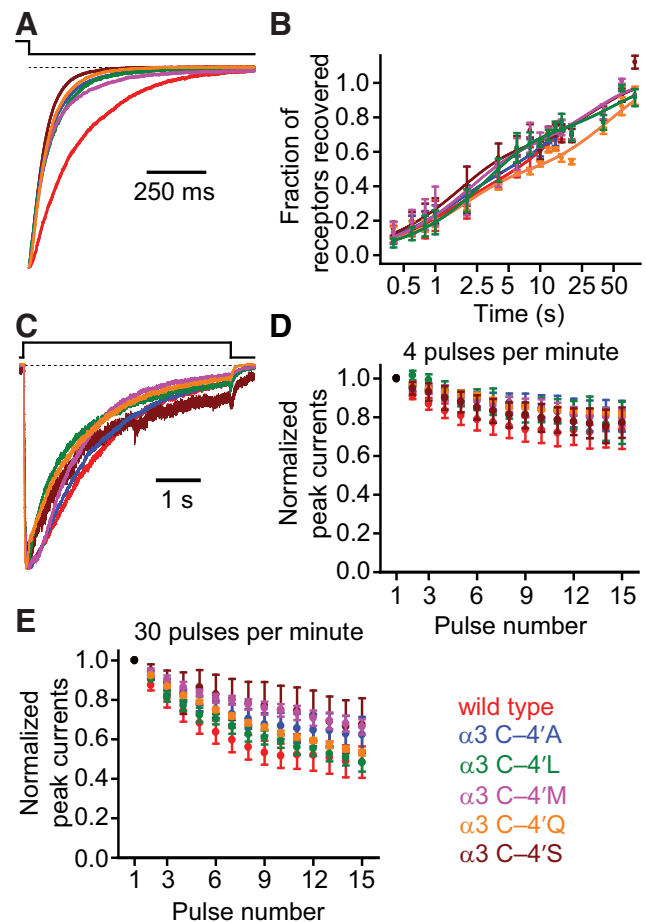 A
250 ms
B
Fraction of
receptors recovered
1.0
0.8
0.6
0.4
0.2
0.0
0.5 1 2.5 5 10 25 50
Time (s)
C
1 s
D
4 pulses per minute
Normalized
peak currents
1.0
0.8
0.6
0.4
0.2
0.0
1 3 6 9 12 15
Pulse number
E
30 pulses per minute
Normalized
peak currents
1.0
0.8
0.6
0.4
0.2
0.0
1 3 6 9 12 15
Pulse number
wild type
α3 C–4′A
α3 C–4′L
α3 C–4′M
α3 C–4′Q
α3 C–4′S